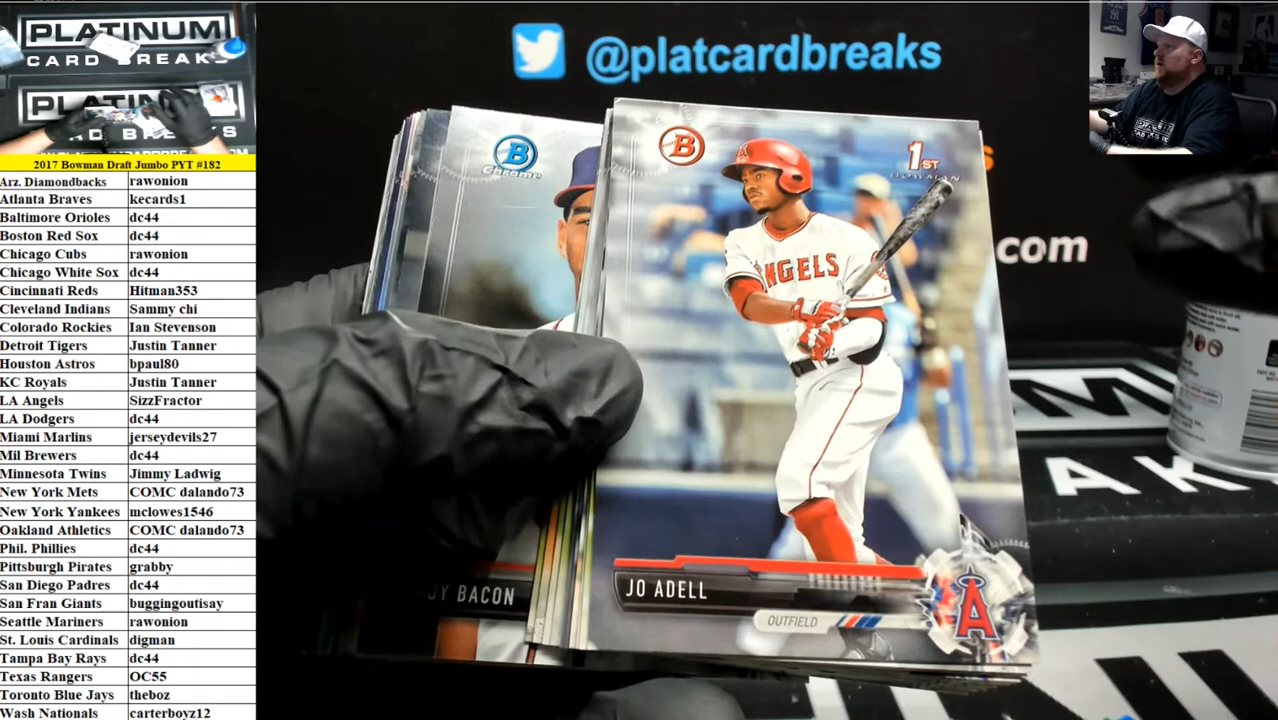 PLATINUM
CARD BREAKS
PLATINUM
CARD BREAKS
2017 Bowman Draft Jumbo PYT #182
Arz. Diamondbacks rawonion
Atlanta Braves kecards1
Baltimore Orioles dc44
Boston Red Sox dc44
Chicago Cubs rawonion
Chicago White Sox dc44
Cincinati Reds Hitman353
Cleveland Indians Sammy chi
Colorado Rockies Ian Stevenson
Detroit Tigers Justin Tanner
Houston Astros bpaul80
KC Royals Justin Tanner
LA Angels SizzFractor
LA Dodgers dc44
Miami Marlins jerseydevils27
Mil Brewers dc44
Minnesota Twins Jimmy Ladwig
New York Mets COMC dalando73
New York Yankees mclowes1546
Oakland Athletics COMC dalando73
Phil. Phillies dc44
Pittsburgh Pirates grabby
San Diego Padres dc44
San Fran Giants buggingoutisay
Seattle Mariners rawonion
St. Louis Cardinals digman
Tampa Bay Rays dc44
Texas Rangers OC55
Toronto Blue Jays theboz
Wash Nationals carterboyz12
@platcardbreaks
.com
B
Chrome
B
1ST
BOWMAN
ANGELS
JO ADELL
OUTFIELD
A
BACON
M
A K